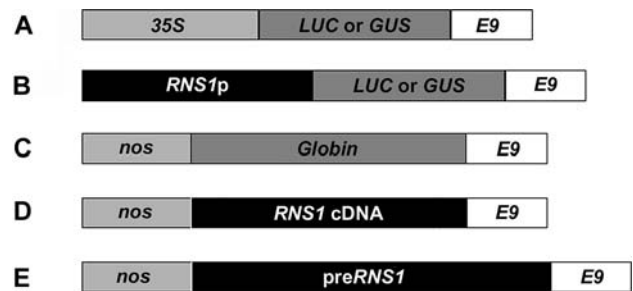 A 35S LUC or GUS E9
B RNS1p LUC or GUS E9
C nos Globin E9
D nos RNS1 cDNA E9
E nos preRNS1 E9